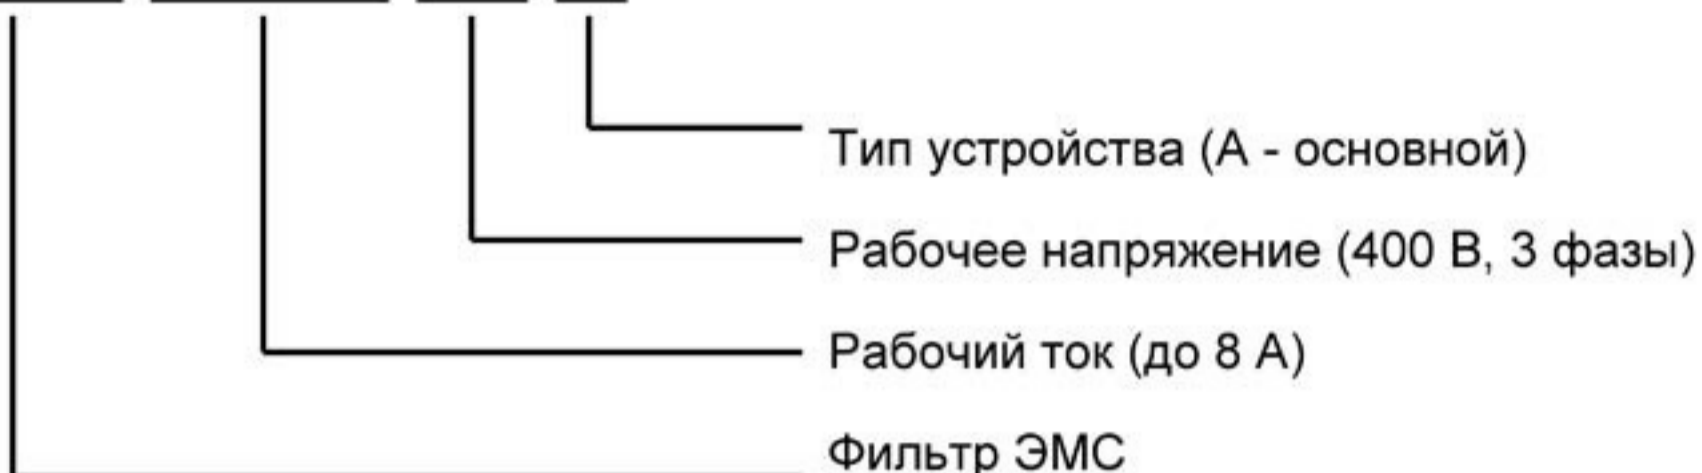 Тип устройства (А - основной)
Рабочее напряжение (400 В, 3 фазы)
Рабочий ток (до 8 А)
Фильтр ЭМС